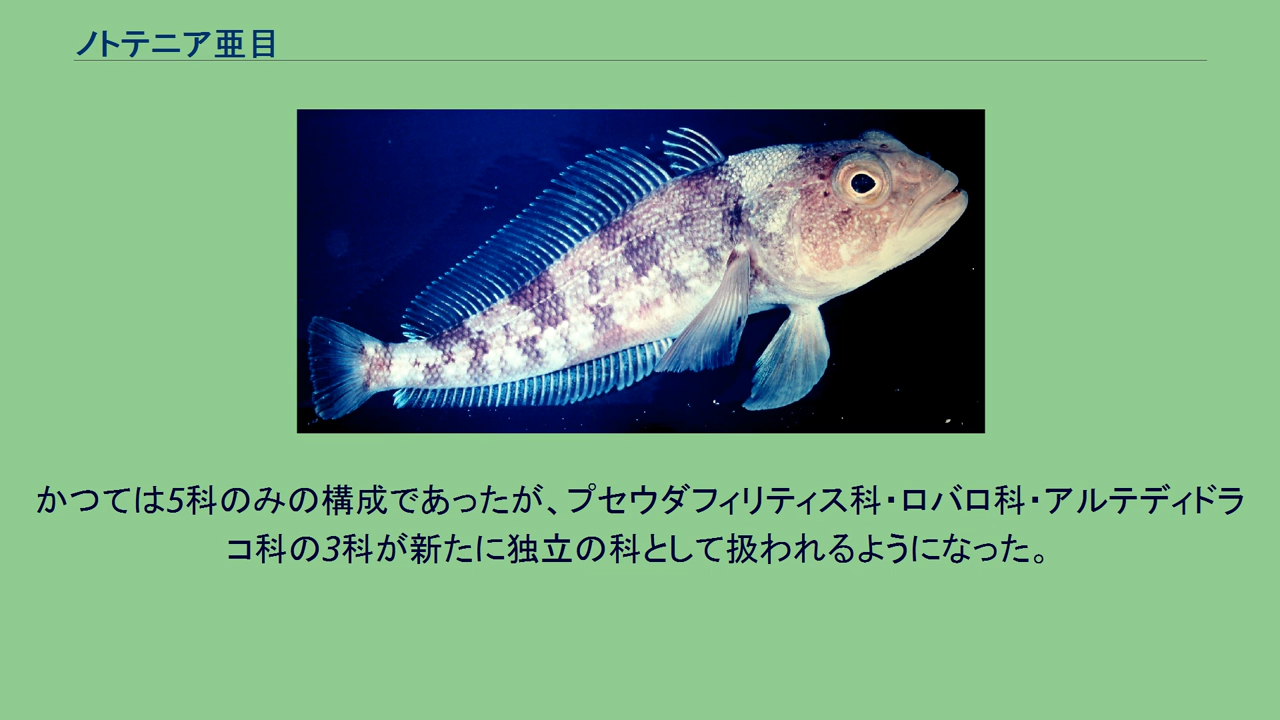 ノトテニア亜目
かつては5科のみの構成であったが、プセウダフィリティス科・ロバロ科・アルテディドラ
コ科の3科が新たに独立の科として扱われるようになった。